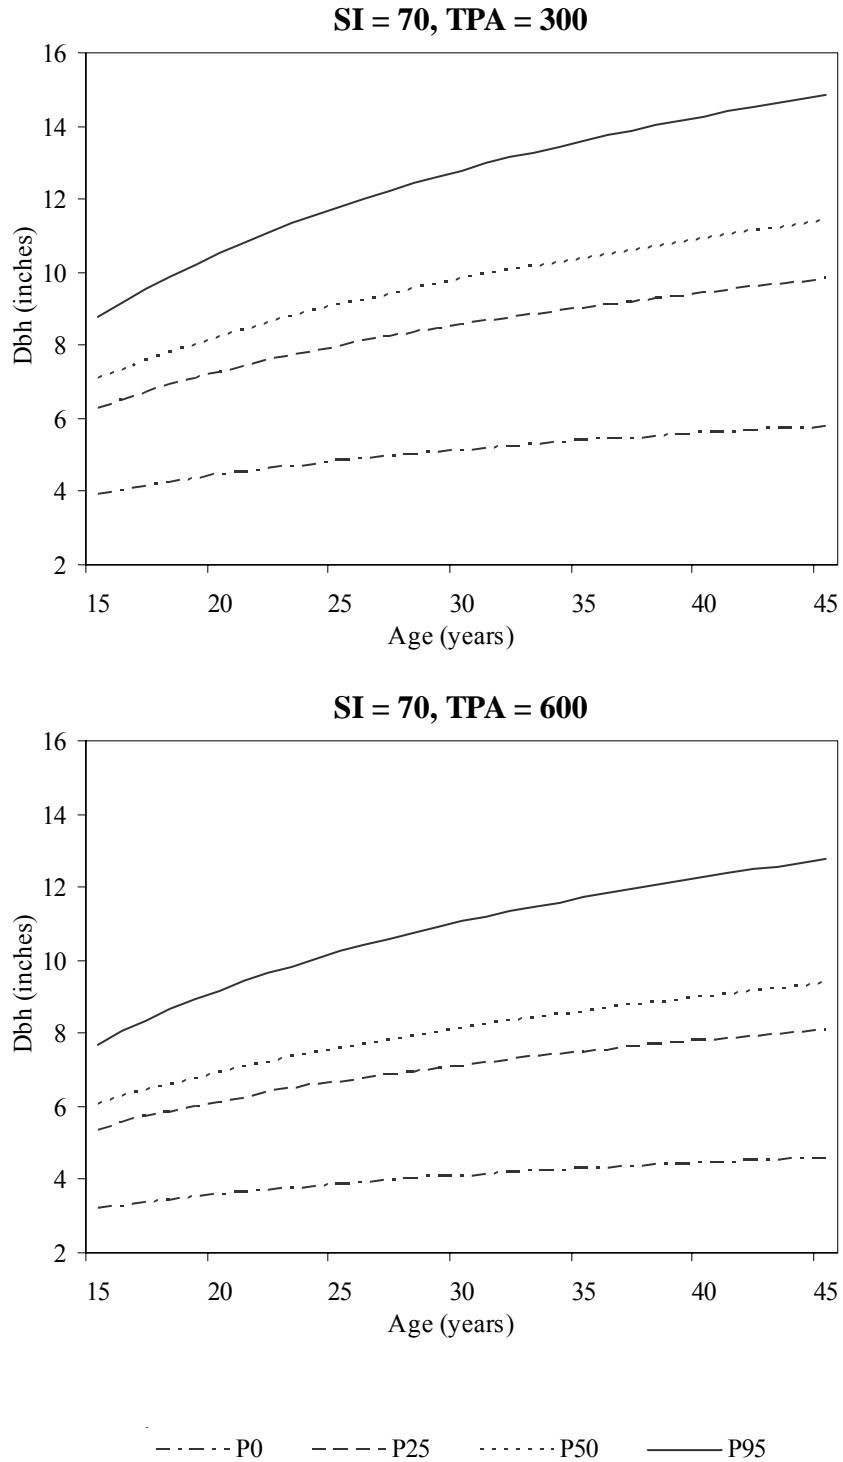 SI = 70, TPA = 300
16
14
12
10
8
6
4
2
Dbh (inches)
15 20 25 30 35 40 45
Age (years)
SI = 70, TPA = 600
16
14
12
10
8
6
4
2
Dbh (inches)
15 20 25 30 35 40 45
Age (years)
P0 P25 P50 P95